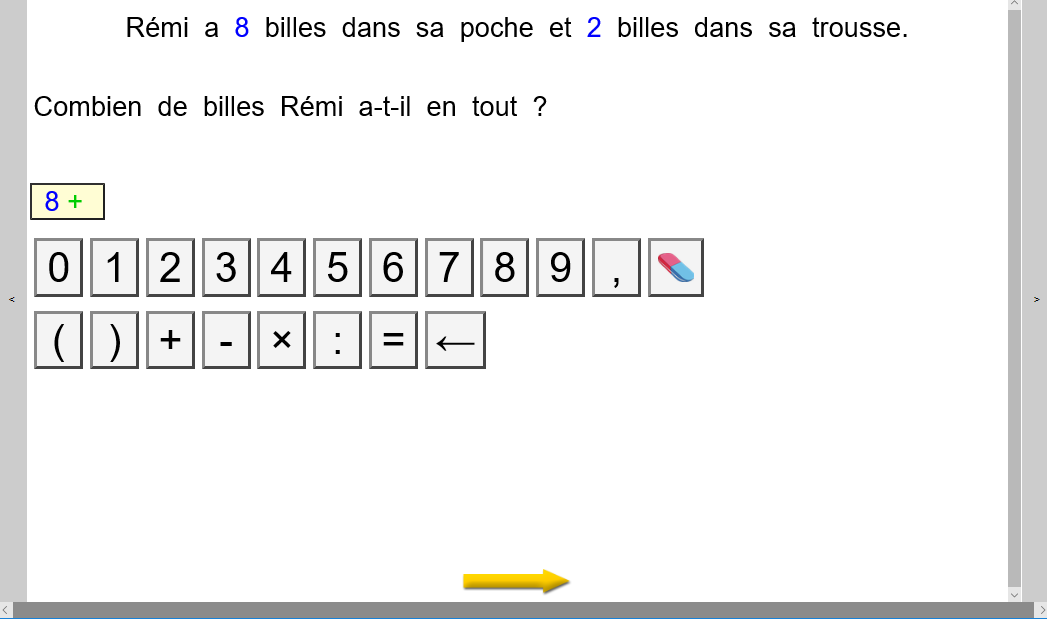 Rémi a 8 billes dans sa poche et 2 billes dans sa trousse.
Combien de billes Rémi a-t-il en tout ?
8 +
0 1 2 3 4 5 6 7 8 9 ,
( ) + - × : = ←
< >